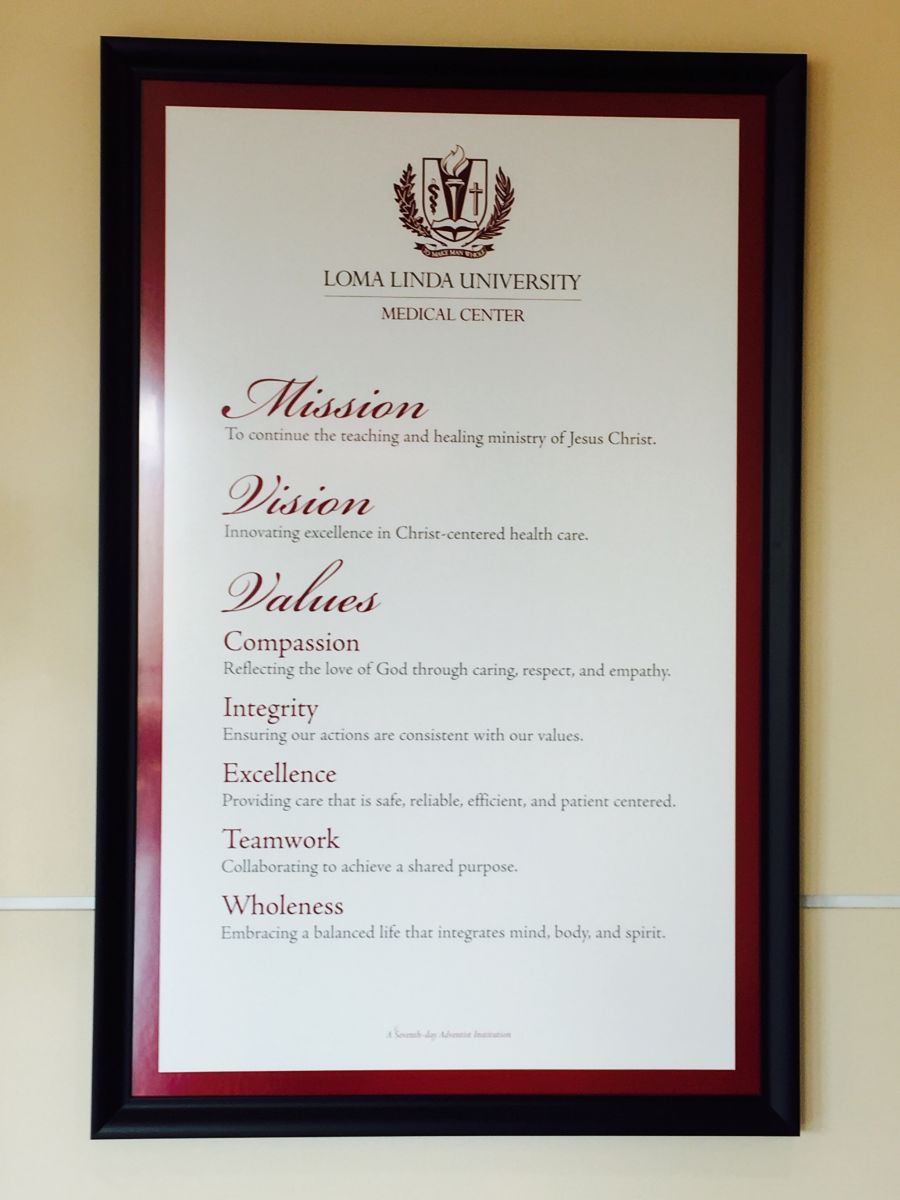 TO MAKE MAN WHOLE
LOMA LINDA UNIVERSITY
MEDICAL CENTER
Mission
To continue the teaching and healing ministry of Jesus Christ.
Vision
Innovating excellence in Christ-centered health care.
Values
Compassion
Reflecting the love of God through caring, respect, and empathy.
Integrity
Ensuring our actions are consistent with our values.
Excellence
Providing care that is safe, reliable, efficient, and patient centered.
Teamwork
Collaborating to achieve a shared purpose.
Wholeness
Embracing a balanced life that integrates mind, body, and spirit.
A Seventh-day Adventist Institution